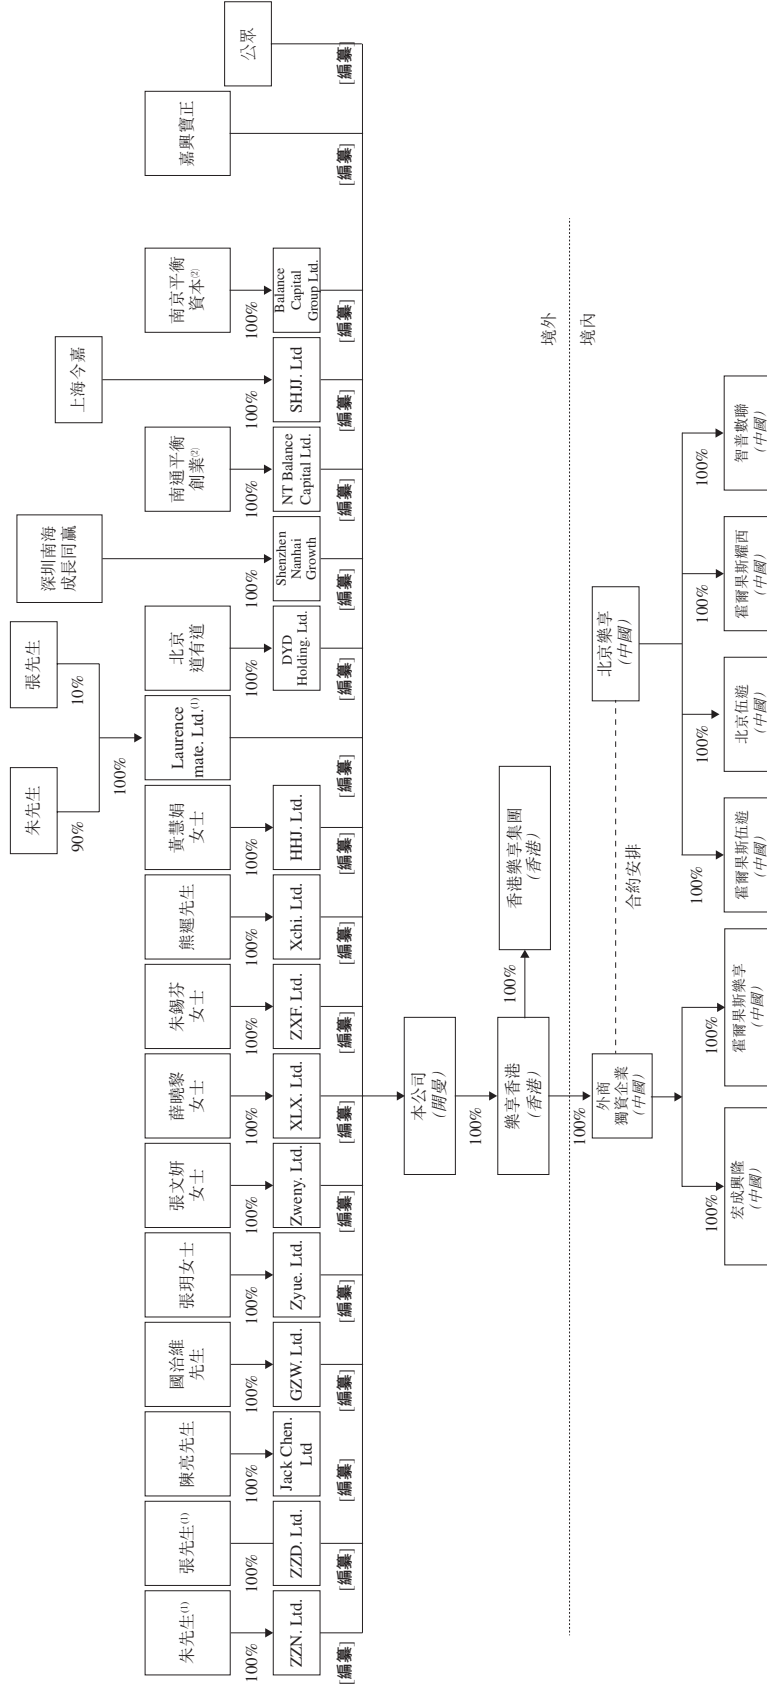 公眾
[編纂]
嘉興寶正
[編纂]
南京平衡
資本(2)
100%
Balance
Capital
Group Ltd.
[編纂]
上海今嘉
100%
SHJJ. Ltd
[編纂]
南通平衡
創業(2)
100%
NT Balance
Capital Ltd.
[編纂]
深圳南海
成長同贏
100%
Shenzhen
Nanhai
Growth
[編纂]
北京
道有道
100%
DYD
Holding. Ltd.
[編纂]
張先生
10%
朱先生
90%
100%
Laurence
mate. Ltd.(1)
[編纂]
黃慧娟
女士
100%
HHJ. Ltd.
[編纂]
熊遲先生
100%
Xchi. Ltd.
[編纂]
朱錫芬
女士
100%
ZXF. Ltd.
[編纂]
薛曉黎
女士
100%
XLX. Ltd.
[編纂]
張文妍
女士
100%
Zweny. Ltd.
[編纂]
張玥女士
100%
Zyue. Ltd.
[編纂]
國治維
先生
100%
GZW. Ltd.
[編纂]
陳亮先生
100%
Jack Chen.
Ltd
[編纂]
張先生(1)
100%
ZZD. Ltd.
[編纂]
朱先生(1)
100%
ZZN. Ltd.
[編纂]
本公司
(開曼)
100%
樂享香港
(香港)
100%
香港樂享集團
(香港)
100%
境外
境內
外商
獨資企業
(中國)
合約安排
北京樂享
(中國)
100%
宏成興隆
(中國)
100%
霍爾果斯樂享
(中國)
100%
霍爾果斯伍遊
(中國)
100%
北京伍遊
(中國)
100%
霍爾果斯耀西
(中國)
100%
智普數聯
(中國)